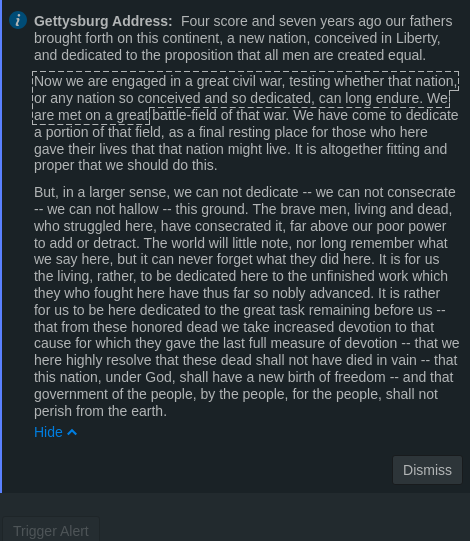 Gettysburg Address: Four score and seven years ago our fathers
brought forth on this continent, a new nation, conceived in Liberty,
and dedicated to the proposition that all men are created equal.
Now we are engaged in a great civil war, testing whether that nation,
or any nation so conceived and so dedicated, can long endure. We
are met on a great battle-field of that war. We have come to dedicate
a portion of that field, as a final resting place for those who here
gave their lives that that nation might live. It is altogether fitting and
proper that we should do this.
But, in a larger sense, we can not dedicate -- we can not consecrate
-- we can not hallow -- this ground. The brave men, living and dead,
who struggled here, have consecrated it, far above our poor power
to add or detract. The world will little note, nor long remember what
we say here, but it can never forget what they did here. It is for us
the living, rather, to be dedicated here to the unfinished work which
they who fought here have thus far so nobly advanced. It is rather
for us to be here dedicated to the great task remaining before us --
that from these honored dead we take increased devotion to that
cause for which they gave the last full measure of devotion -- that we
here highly resolve that these dead shall not have died in vain -- that
this nation, under God, shall have a new birth of freedom -- and that
government of the people, by the people, for the people, shall not
perish from the earth.
Hide
Dismiss
Trigger Alert